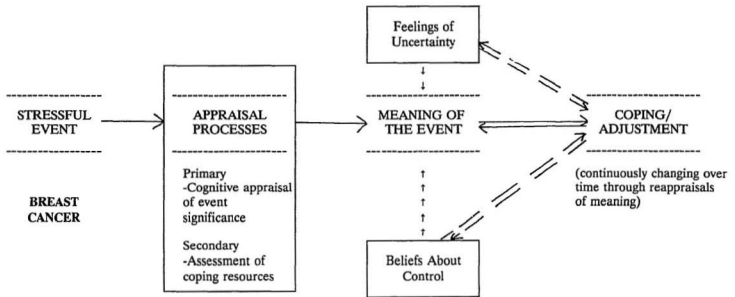 Feelings of
Uncertainty
STRESSFUL
EVENT
APPRAISAL
PROCESSES
MEANING OF
THE EVENT
COPING/
ADJUSTMENT
BREAST
CANCER
Primary
-Cognitive appraisal
of event
significance
Secondary
-Assessment of
coping resources
(continuously changing over
time through reappraisals
of meaning)
Beliefs About
Control